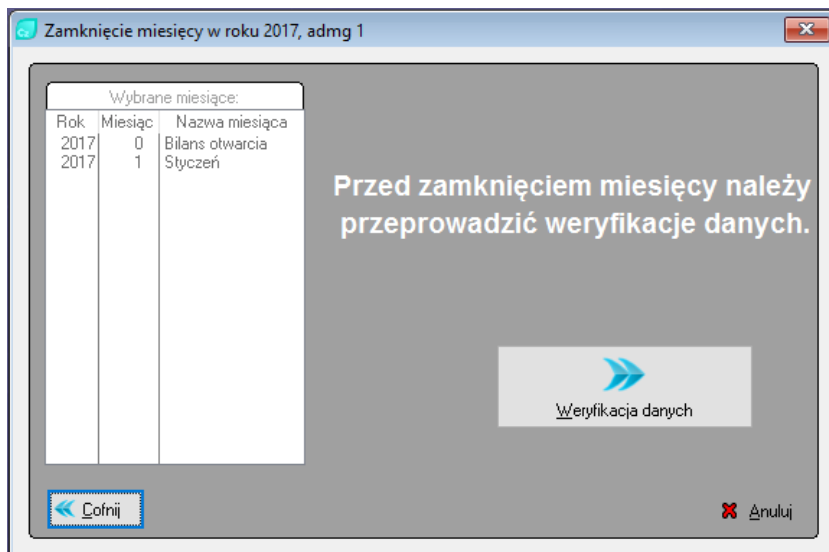 Zamknięcie miesięcy w roku 2017, admg 1
Wybrane miesiące:
Rok Miesiąc Nazwa miesiąca
2017 0 Bilans otwarcia
2017 1 Styczeń
Przed zamknięciem miesięcy należy
przeprowadzić weryfikacje danych.
Weryfikacja danych
Cofnij
Anuluj